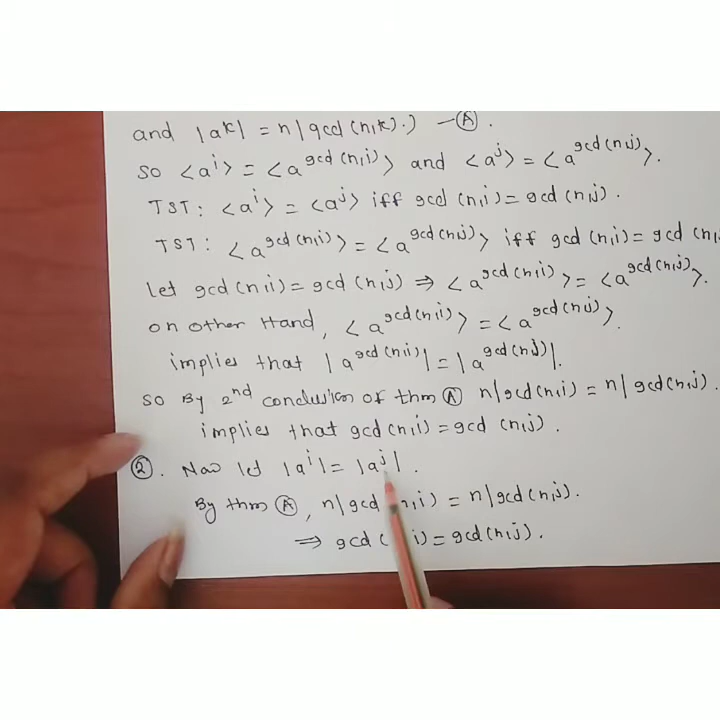 and |a^k| = n|gcd(n,k).) —Ⓐ.
so <a^i> = <a^gcd(n,i)> and <a^j> = <a^gcd(n,j)>.
TST: <a^i> = <a^j> iff gcd(n,i) = gcd(n,j).
TST: <a^gcd(n,i)> = <a^gcd(n,j)> iff gcd(n,i) = gcd(n,
Let gcd(n,i) = gcd(n,j) ⇒ <a^gcd(n,i)> = <a^gcd(n,j)>.
on other Hand, <a^gcd(n,i)> = <a^gcd(n,j)>.
implies that |a^gcd(n,i)| = |a^gcd(n,j)|.
so By 2nd conclusion of thm Ⓐ n|gcd(n,i) = n|gcd(n,j).
implies that gcd(n,i) = gcd(n,j).
②. Now let |a^i| = |a^j|.
By thm Ⓐ, n|gcd(n,i) = n|gcd(n,j).
⇒ gcd( i) = gcd(n,j).